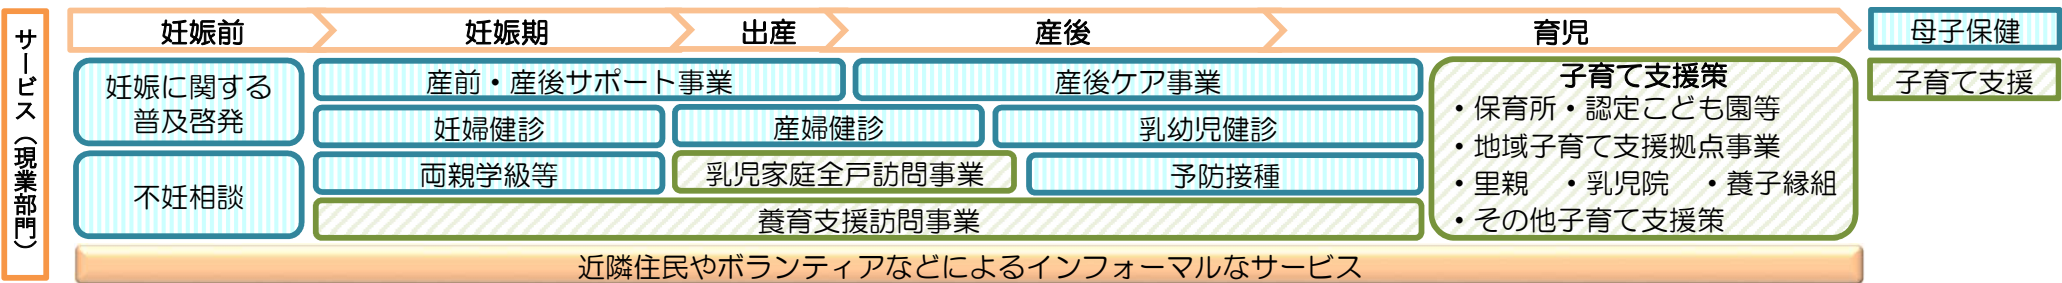 サービス（現業部門）
妊娠前
妊娠期
出産
産後
育児
母子保健
子育て支援
妊娠に関する
普及啓発
不妊相談
産前・産後サポート事業
産後ケア事業
妊婦健診
産婦健診
乳幼児健診
両親学級等
乳児家庭全戸訪問事業
予防接種
養育支援訪問事業
子育て支援策
・保育所・認定こども園等
・地域子育て支援拠点事業
・里親　・乳児院　・養子縁組
・その他子育て支援策
近隣住民やボランティアなどによるインフォーマルなサービス